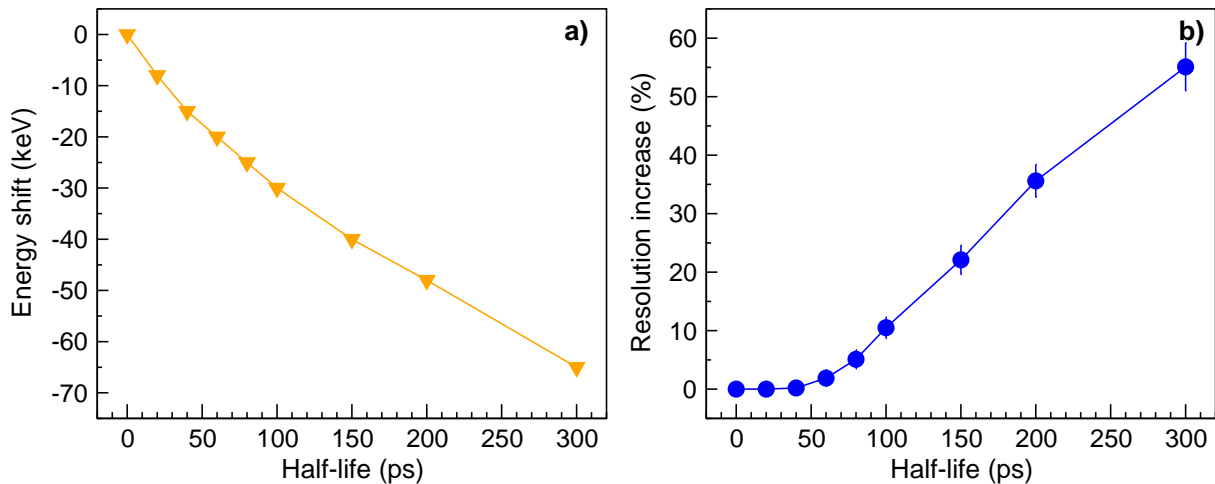 a)
0
-10
-20
-30
-40
-50
-60
-70
Energy shift (keV)
0 50 100 150 200 250 300
Half-life (ps)
b)
60
50
40
30
20
10
0
Resolution increase (%)
0 50 100 150 200 250 300
Half-life (ps)